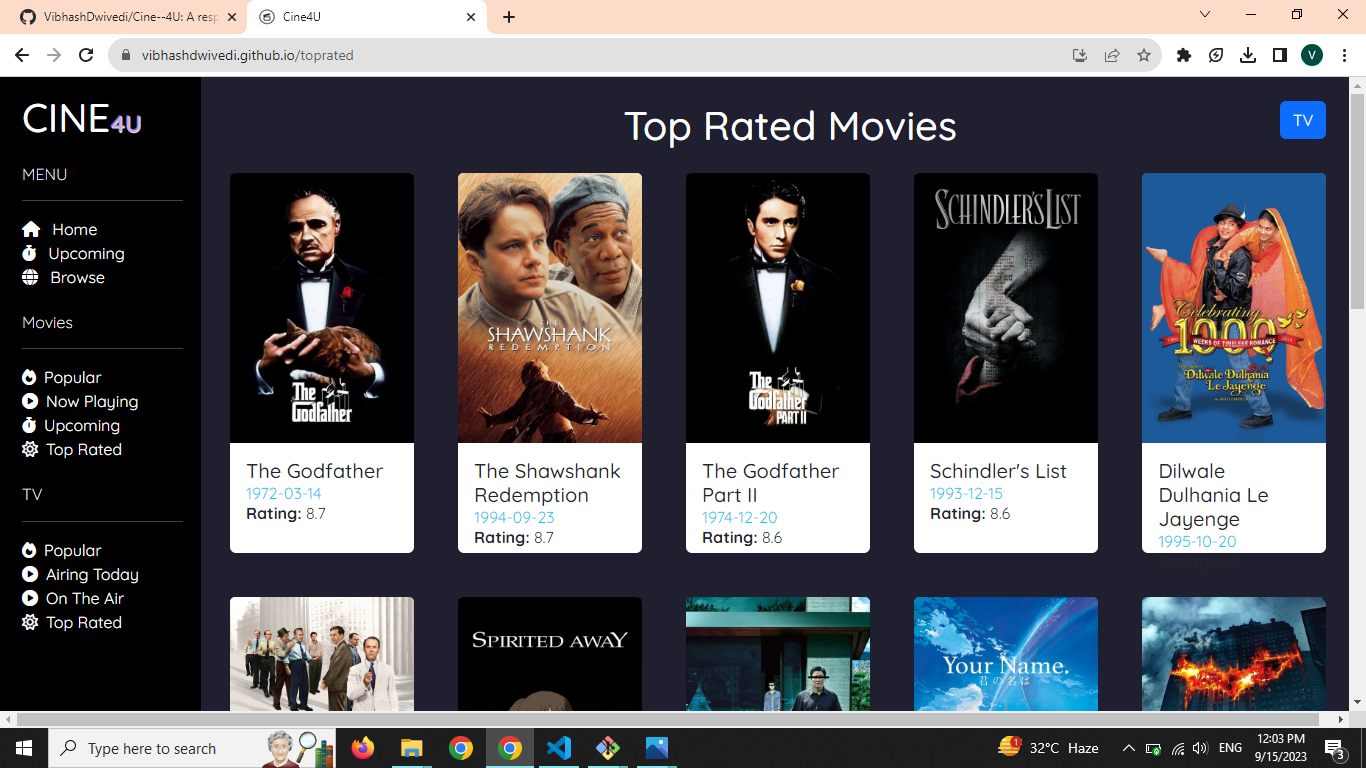 VibhashDwivedi/Cine--4U: A resp
Cine4U
vibhashdwivedi.github.io/toprated
V
CINE4U
MENU
Home
Upcoming
Browse
Movies
Popular
Now Playing
Upcoming
Top Rated
TV
Popular
Airing Today
On The Air
Top Rated
Top Rated Movies
TV
The
Godfather
THE
SHAWSHANK
REDEMPTION
The
Godfather
PART II
SCHINDLER'S LIST
Celebrating
1000
WEEKS OF TIMELESS ROMANCE
Dilwale Dulhania
Le Jayenge
The Godfather
1972-03-14
Rating: 8.7
The Shawshank
Redemption
1994-09-23
Rating: 8.7
The Godfather
Part II
1974-12-20
Rating: 8.6
Schindler's List
1993-12-15
Rating: 8.6
Dilwale
Dulhania Le
Jayenge
1995-10-20
SPIRITED AWAY
Your Name.
君の名は
Type here to search
1
32°C Haze
ENG
12:03 PM
9/15/2023
3